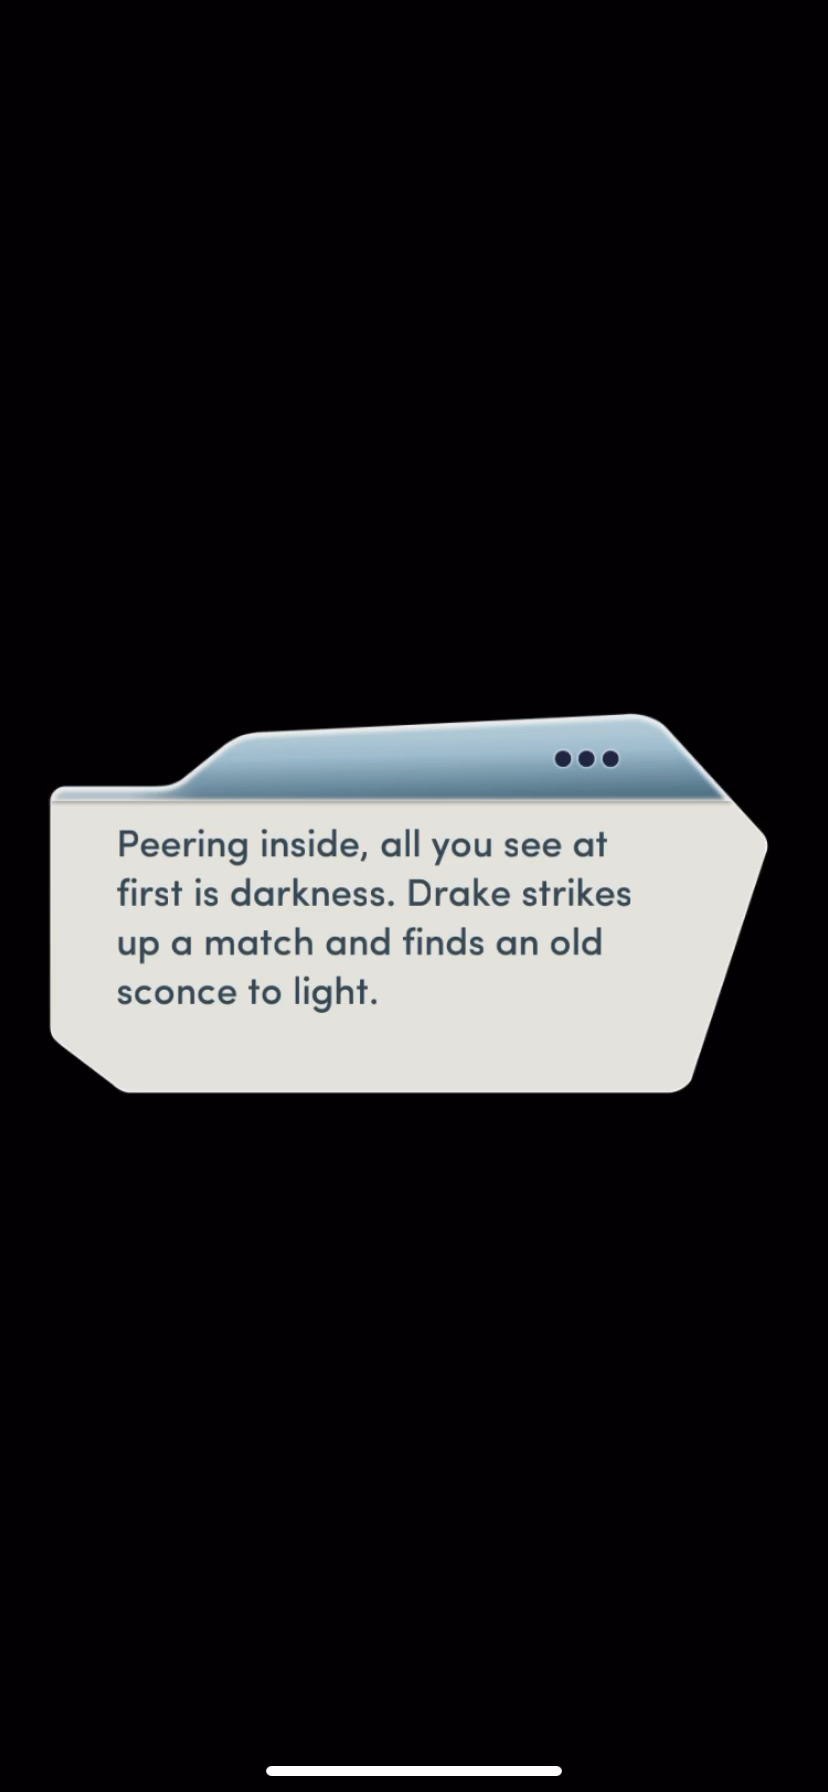 Peering inside, all you see at
first is darkness. Drake strikes
up a match and finds an old
sconce to light.